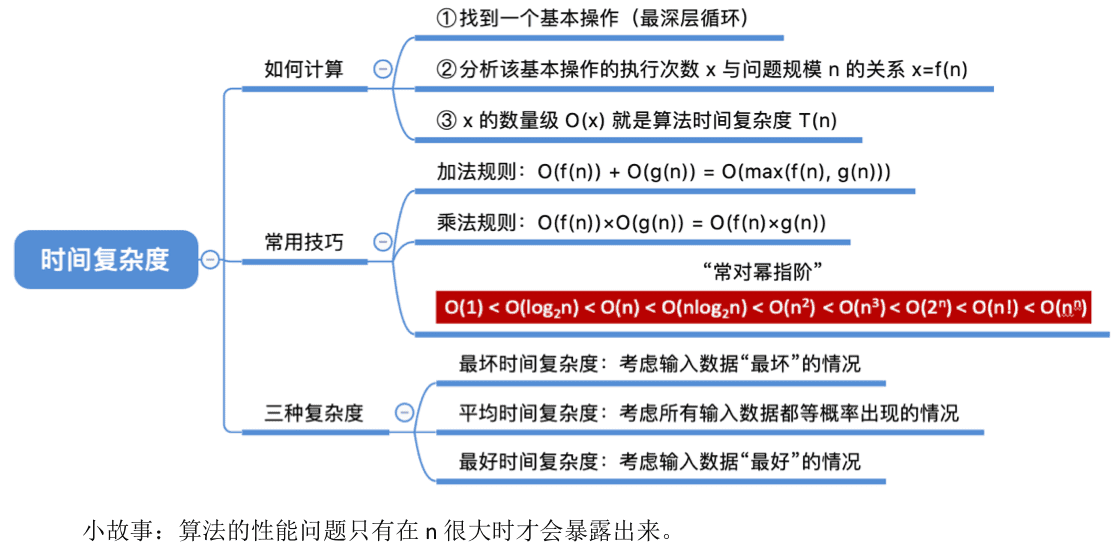 时间复杂度
如何计算
①找到一个基本操作（最深层循环）
②分析该基本操作的执行次数 x 与问题规模 n 的关系 x=f(n)
③ x 的数量级 O(x) 就是算法时间复杂度 T(n)
常用技巧
加法规则：O(f(n)) + O(g(n)) = O(max(f(n), g(n)))
乘法规则：O(f(n))×O(g(n)) = O(f(n)×g(n))
“常对幂指阶”
O(1) < O(log₂n) < O(n) < O(nlog₂n) < O(n²) < O(n³) < O(2ⁿ) < O(n!) < O(nⁿ)
三种复杂度
最坏时间复杂度：考虑输入数据“最坏”的情况
平均时间复杂度：考虑所有输入数据都等概率出现的情况
最好时间复杂度：考虑输入数据“最好”的情况
小故事：算法的性能问题只有在 n 很大时才会暴露出来。